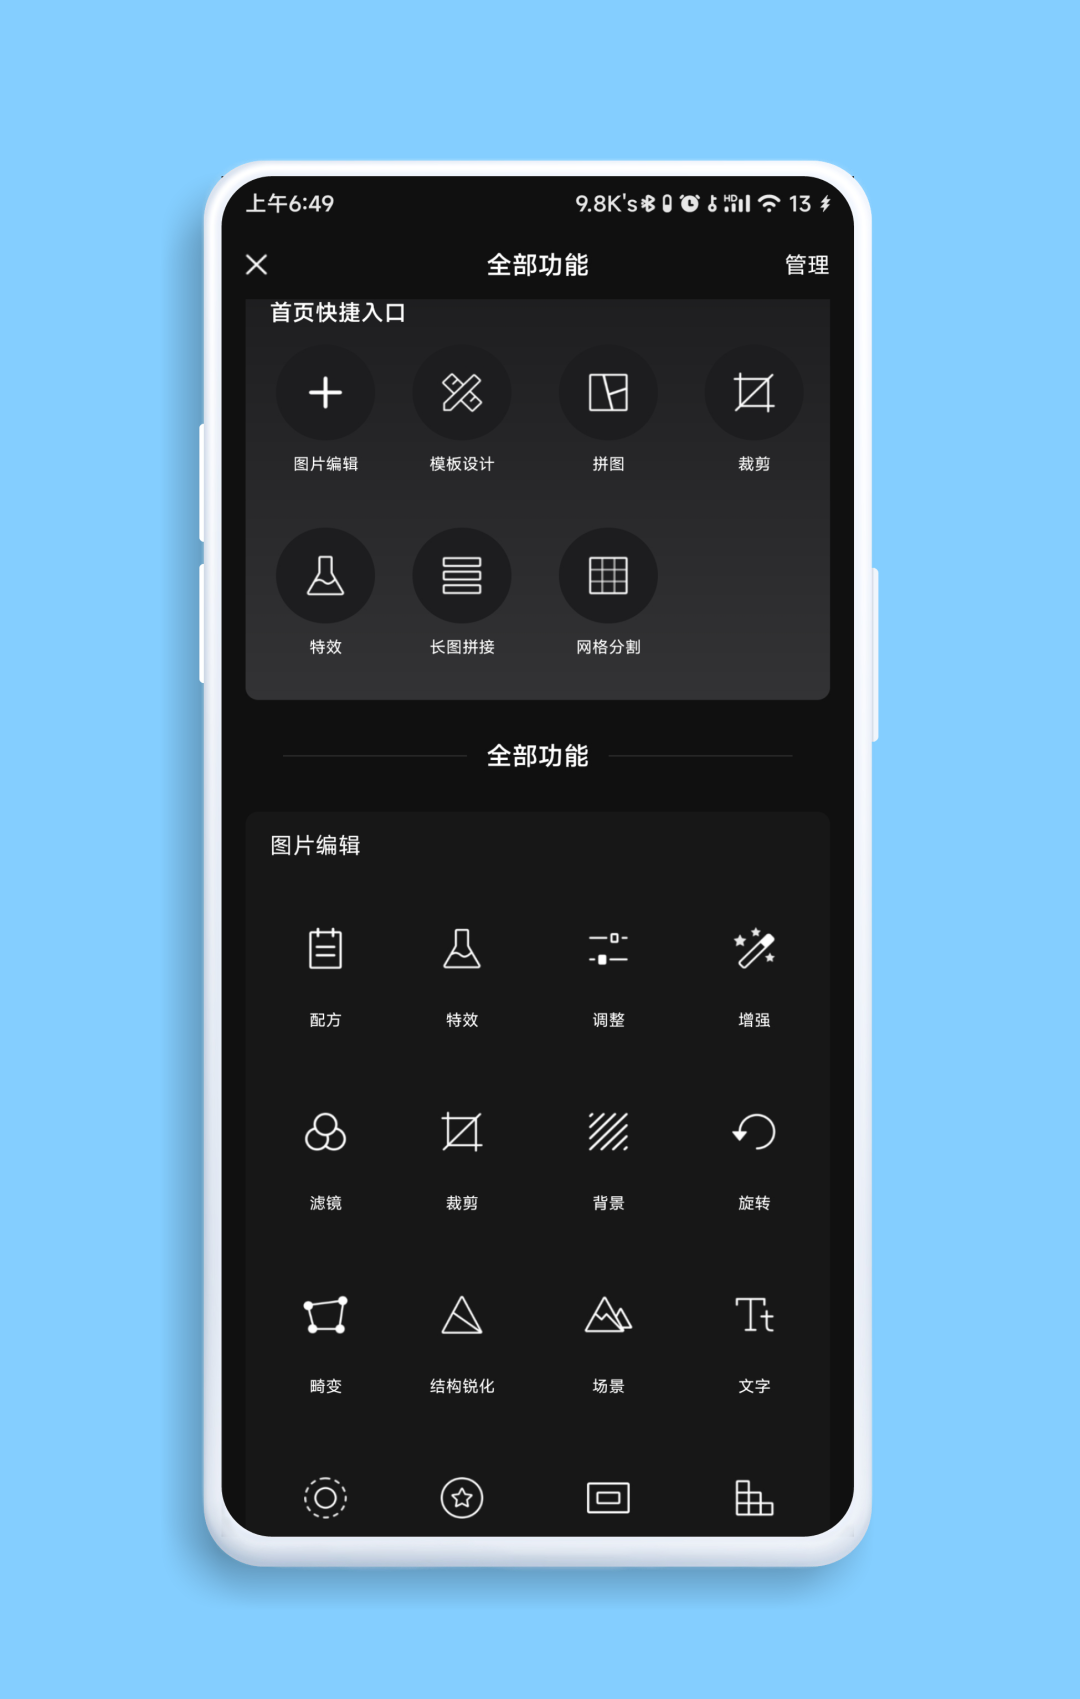 上午6:49 9.8K's HD 13
全部功能 管理
首页快捷入口
图片编辑 模板设计 拼图 裁剪
特效 长图拼接 网格分割
全部功能
图片编辑
配方 特效 调整 增强
滤镜 裁剪 背景 旋转
Tt
畸变 结构锐化 场景 文字